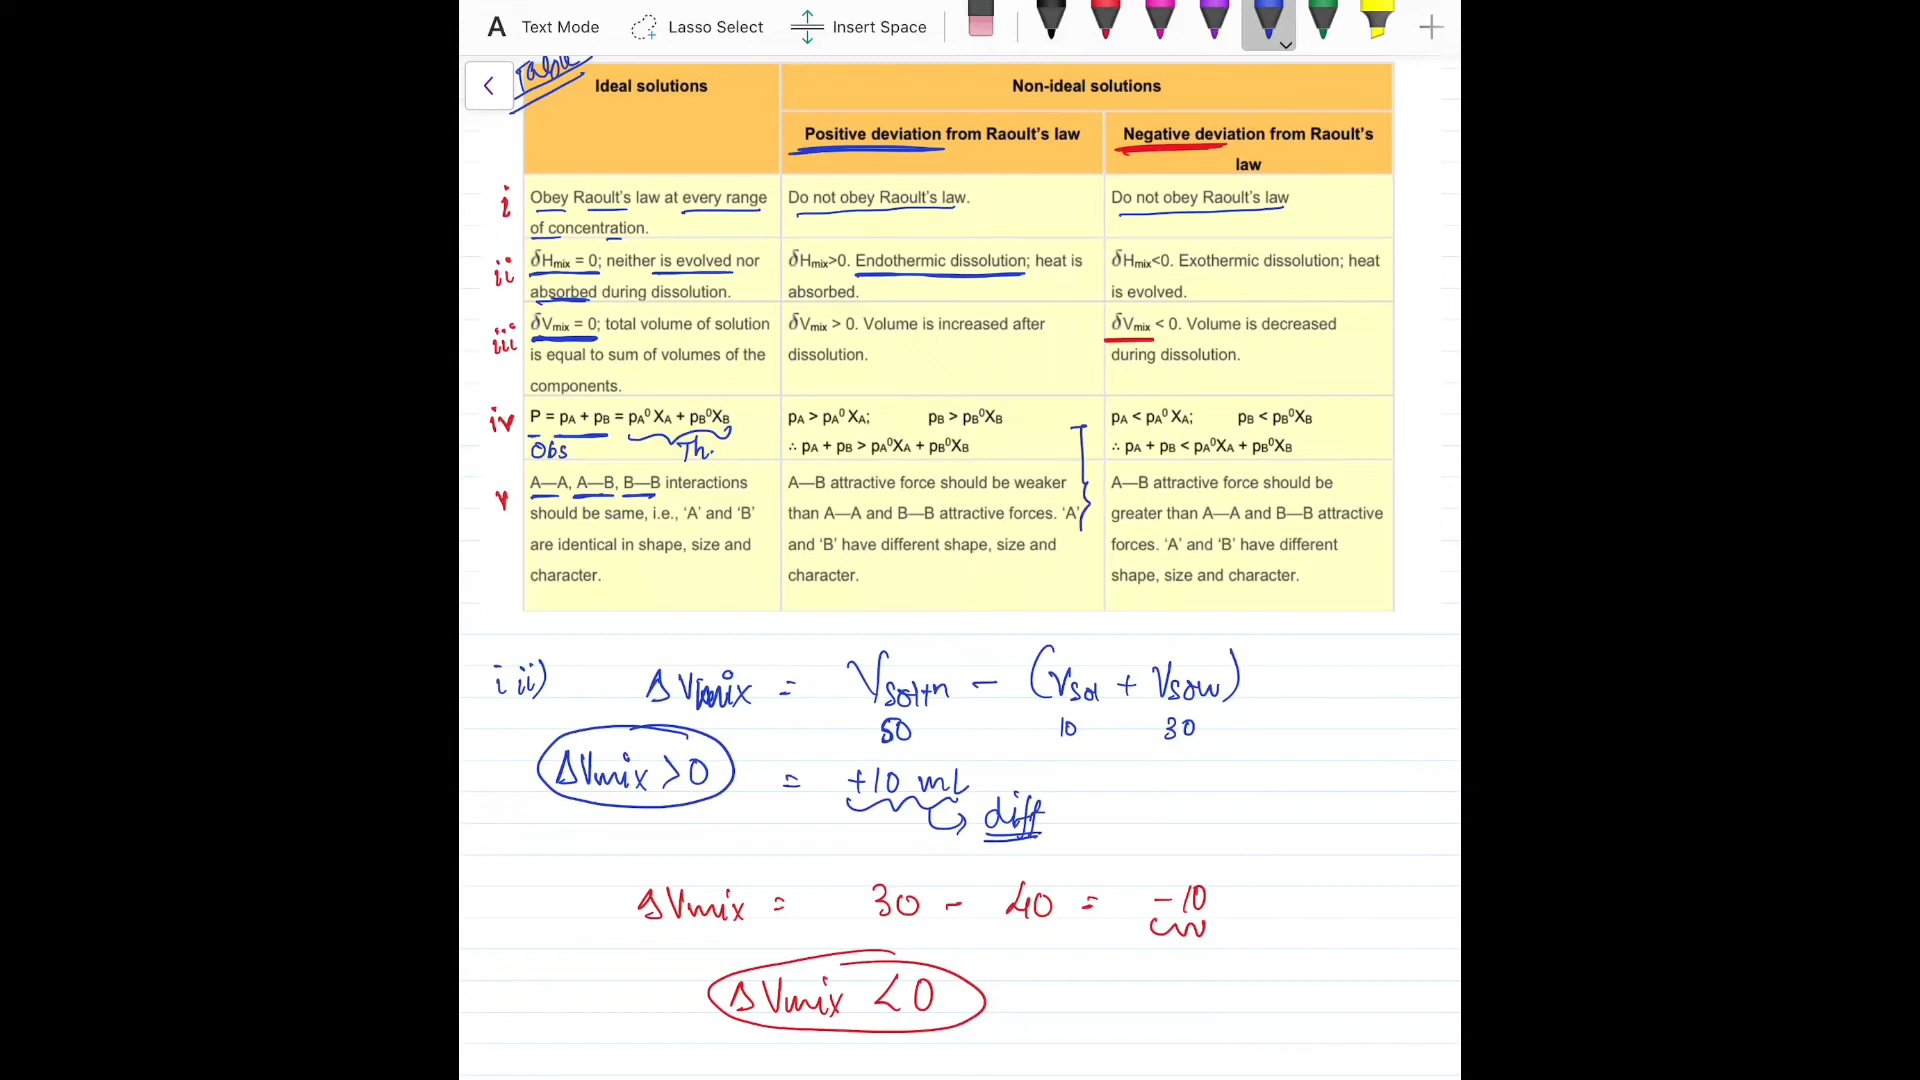 A Text Mode Lasso Select Insert Space
Table
Ideal solutions
Non-ideal solutions
Positive deviation from Raoult's law
Negative deviation from Raoult's
law
i
Obey Raoult's law at every range
of concentration.
Do not obey Raoult's law.
Do not obey Raoult's law
ii
δHmix = 0; neither is evolved nor
absorbed during dissolution.
δHmix>0. Endothermic dissolution; heat is
absorbed.
δHmix<0. Exothermic dissolution; heat
is evolved.
iii
δVmix = 0; total volume of solution
is equal to sum of volumes of the
components.
δVmix > 0. Volume is increased after
dissolution.
δVmix < 0. Volume is decreased
during dissolution.
iv
P = pA + pB = pA⁰ XA + pB⁰XB
Obs Th.
pA > pA⁰ XA; pB > pB⁰XB
∴ pA + pB > pA⁰XA + pB⁰XB
pA < pA⁰ XA; pB < pB⁰XB
∴ pA + pB < pA⁰XA + pB⁰XB
v
A—A, A—B, B—B interactions
should be same, i.e., ‘A’ and ‘B’
are identical in shape, size and
character.
A—B attractive force should be weaker
than A—A and B—B attractive forces. ‘A’
and ‘B’ have different shape, size and
character.
A—B attractive force should be
greater than A—A and B—B attractive
forces. ‘A’ and ‘B’ have different
shape, size and character.
iii) ΔVmix = Vsoltn - (Vsol + Vsow)
50 10 30
ΔVmix >0 = +10 mL
diff
ΔVmix = 30 - 40 = -10
ΔVmix <0